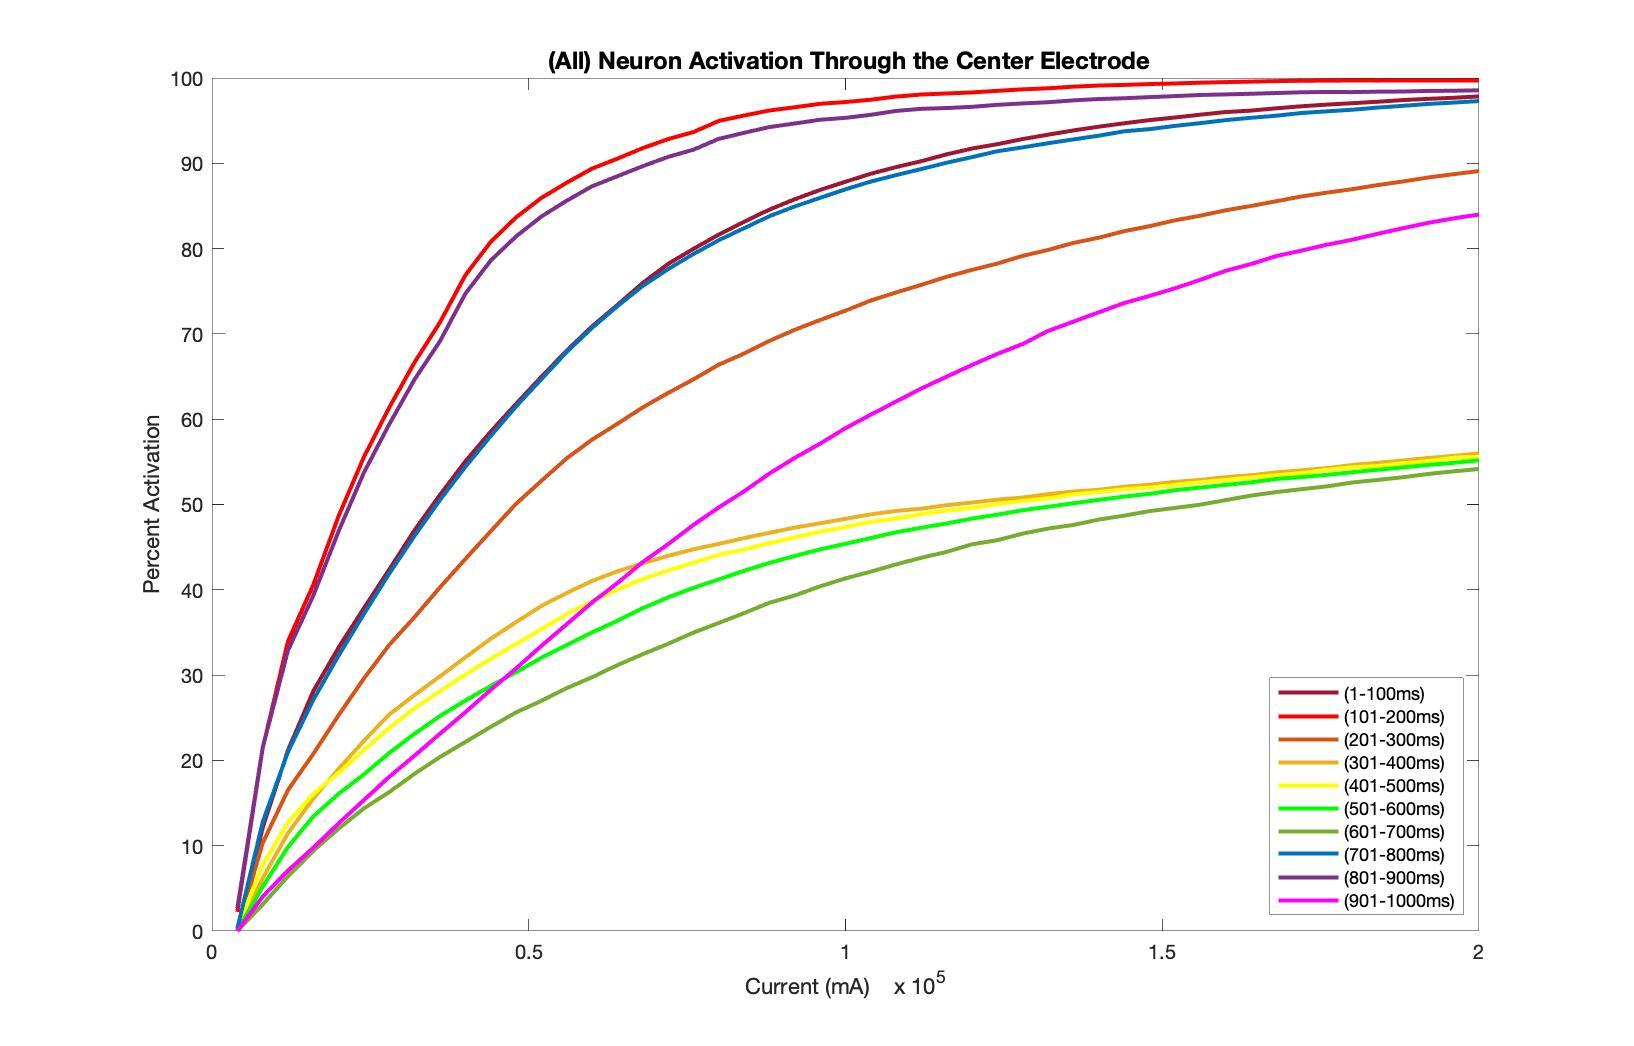 (All) Neuron Activation Through the Center Electrode
100
90
80
70
60
50
40
30
20
10
0
Percent Activation
(1-100ms)
(101-200ms)
(201-300ms)
(301-400ms)
(401-500ms)
(501-600ms)
(601-700ms)
(701-800ms)
(801-900ms)
(901-1000ms)
0 0.5 1 1.5 2
Current (mA) x 10^5